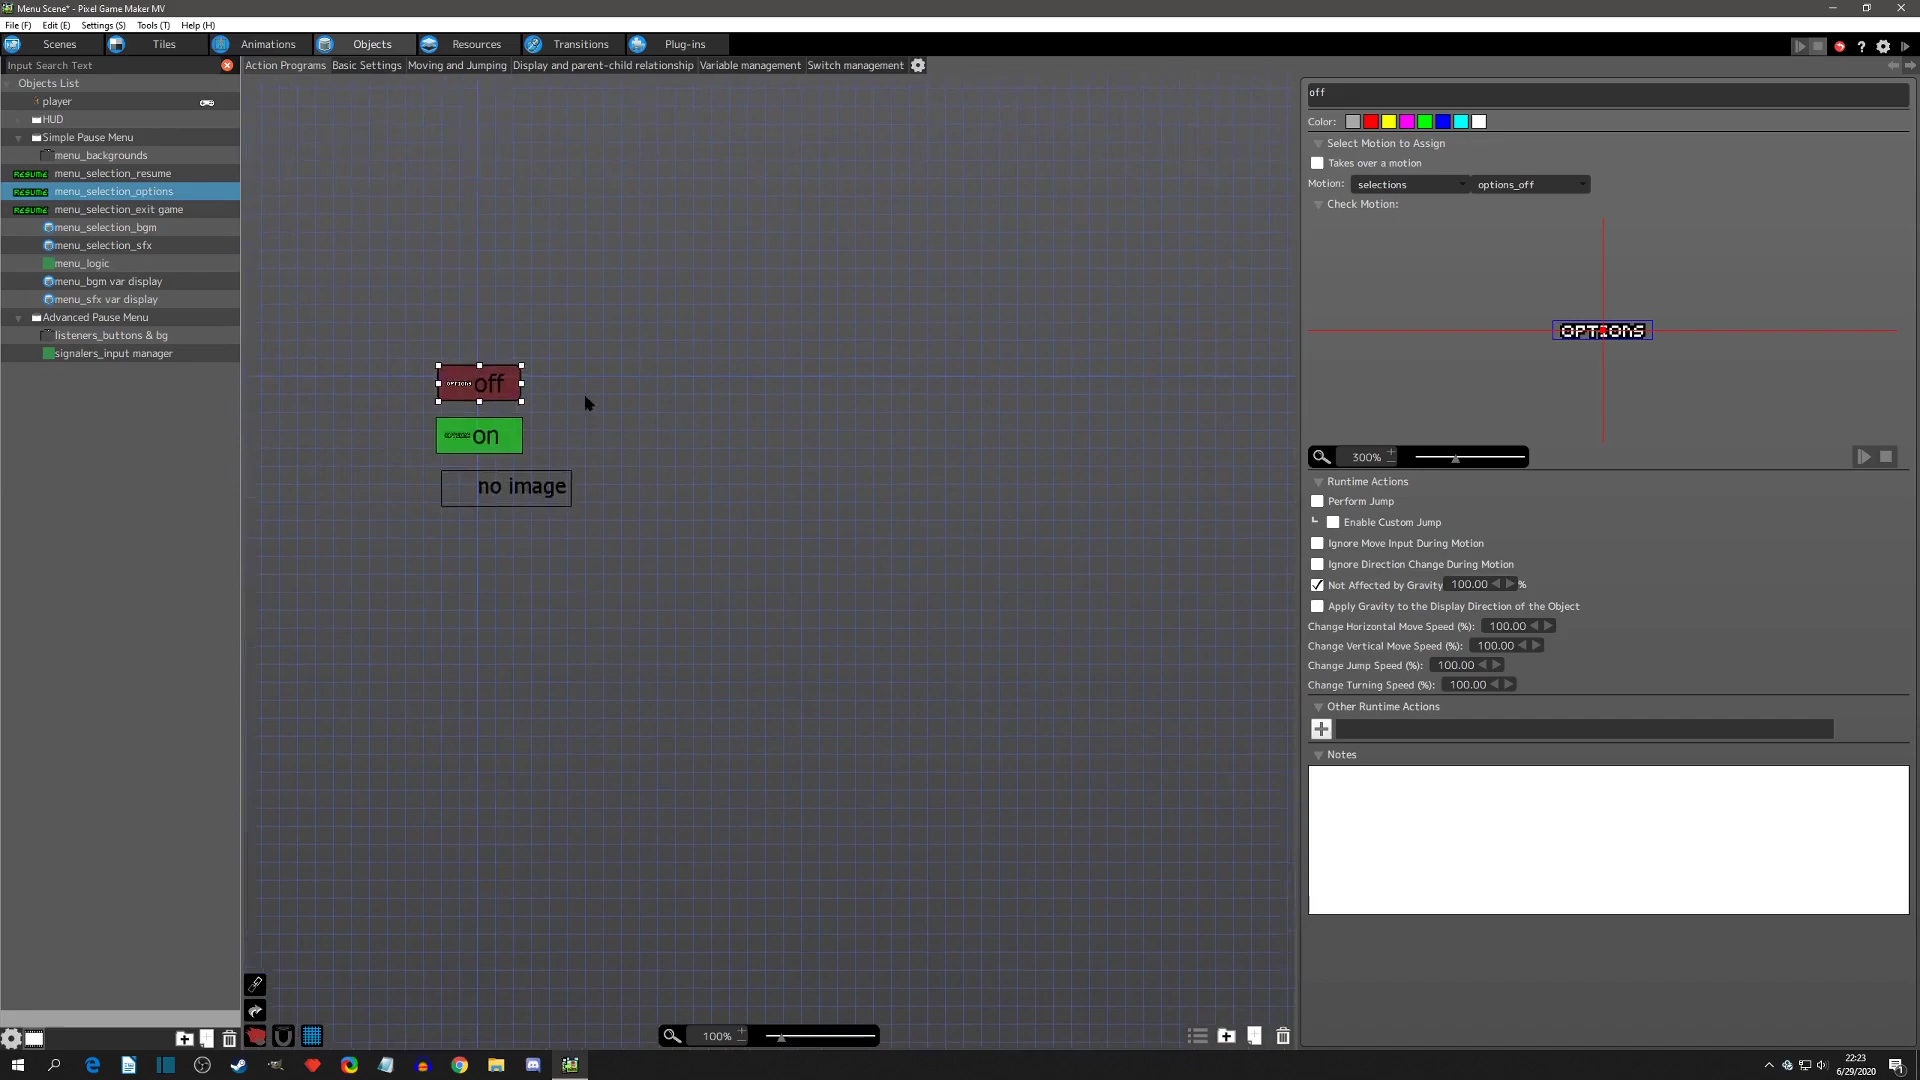 Menu Scene* - Pixel Game Maker MV
File (F) Edit (E) Settings (S) Tools (T) Help (H)
Scenes Tiles Animations Objects Resources Transitions Plug-ins
Input Search Text
Action Programs Basic Settings Moving and Jumping Display and parent-child relationship Variable management Switch management
Objects List
player
HUD
Simple Pause Menu
menu_backgrounds
RESUME menu_selection_resume
RESUME menu_selection_options
RESUME menu_selection_exit game
menu_selection_bgm
menu_selection_sfx
menu_logic
menu_bgm var display
menu_sfx var display
Advanced Pause Menu
listeners_buttons & bg
signalers_input manager
OPTIONS off
OPTIONS on
no image
100%
off
Color:
Select Motion to Assign
Takes over a motion
Motion: selections options_off
Check Motion:
OPTIONS
300%
Runtime Actions
Perform Jump
Enable Custom Jump
Ignore Move Input During Motion
Ignore Direction Change During Motion
Not Affected by Gravity 100.00 %
Apply Gravity to the Display Direction of the Object
Change Horizontal Move Speed (%): 100.00
Change Vertical Move Speed (%): 100.00
Change Jump Speed (%): 100.00
Change Turning Speed (%): 100.00
Other Runtime Actions
Notes
22:23
6/29/2020